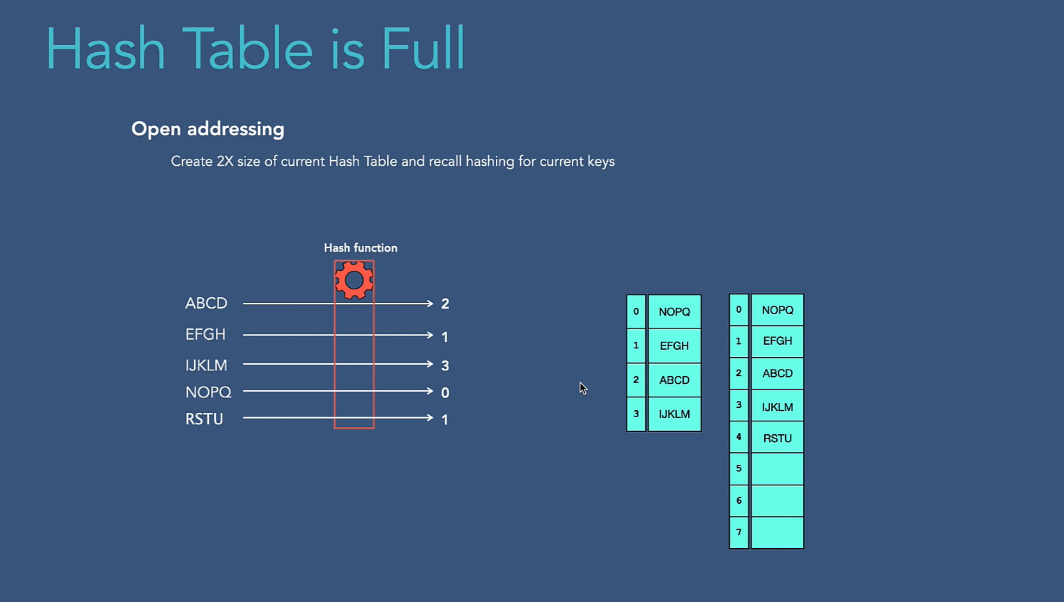 Hash Table is Full
Open addressing
Create 2X size of current Hash Table and recall hashing for current keys
Hash function
ABCD 2
EFGH 1
IJKLM 3
NOPQ 0
RSTU 1
0 NOPQ
1 EFGH
2 ABCD
3 IJKLM
0 NOPQ
1 EFGH
2 ABCD
3 IJKLM
4 RSTU
5
6
7